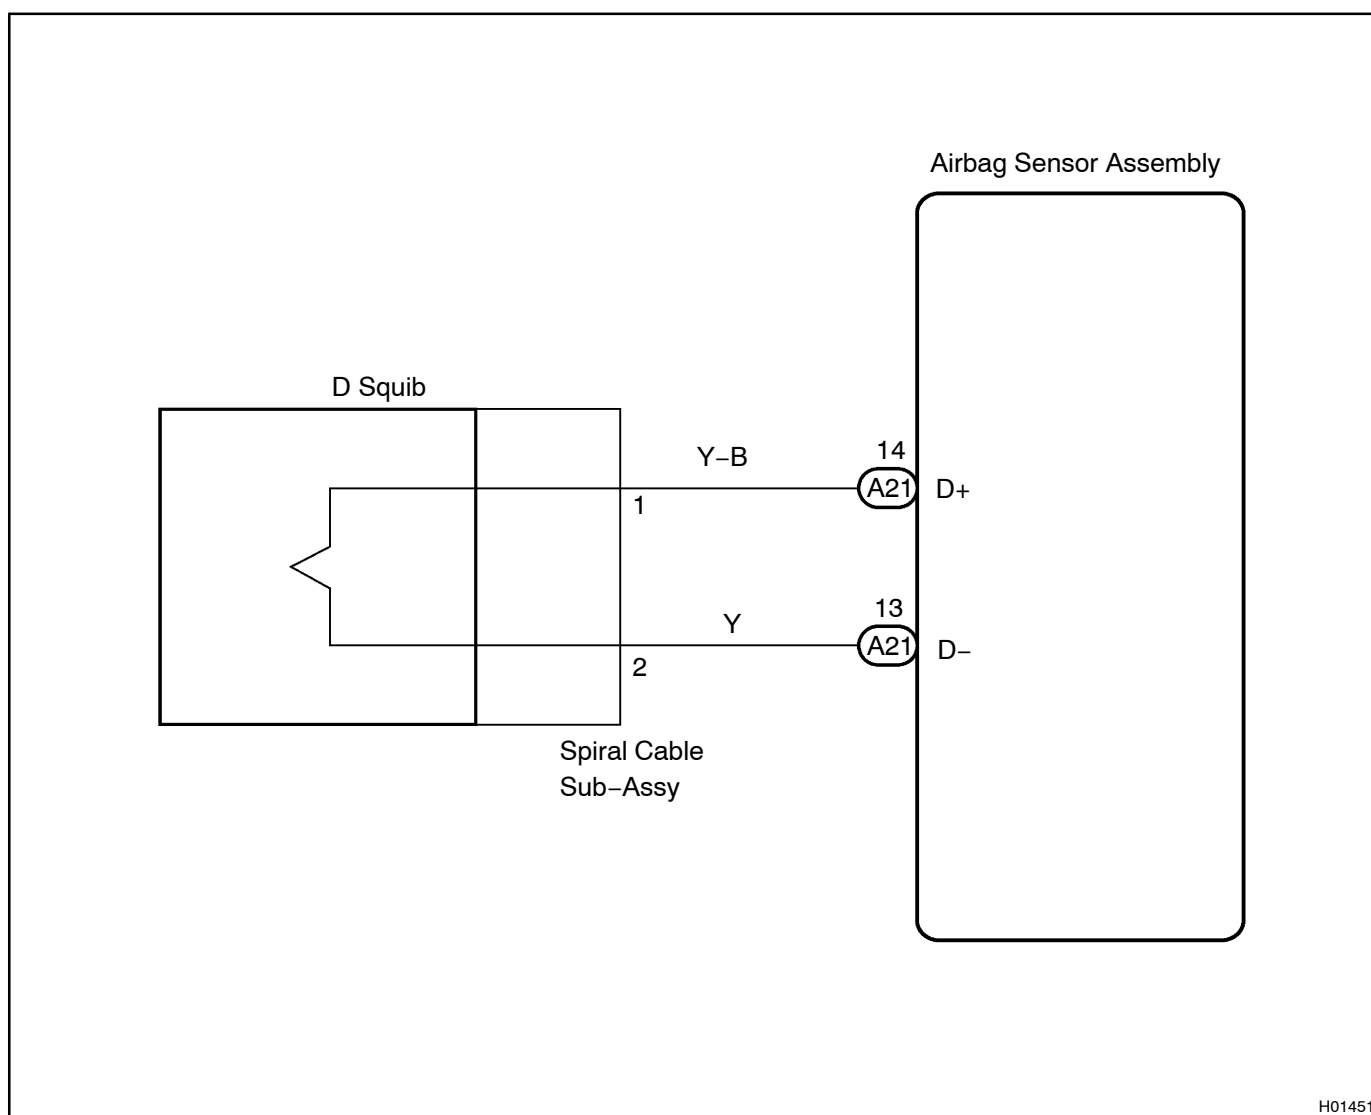 Airbag Sensor Assembly
D Squib
Y−B
14
1
A21
D+
Y
13
2
A21
D−
Spiral Cable
Sub−Assy
H01451